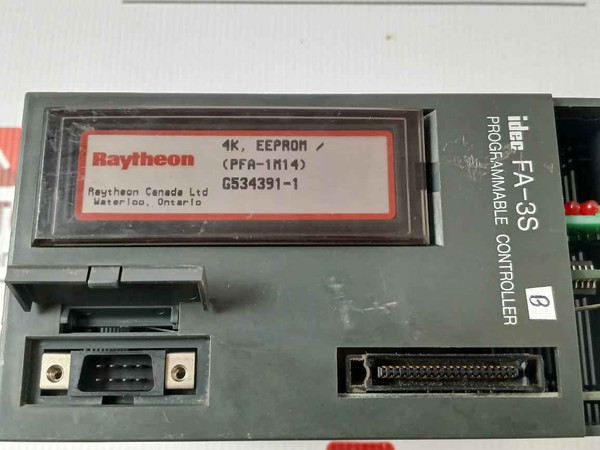 Raytheon
Raytheon Canada Ltd
Waterloo, Ontario
4K, EEPROM /
(PFA-1M14)
G534391-1
idec FA-3S
PROGRAMMABLE CONTROLLER
B